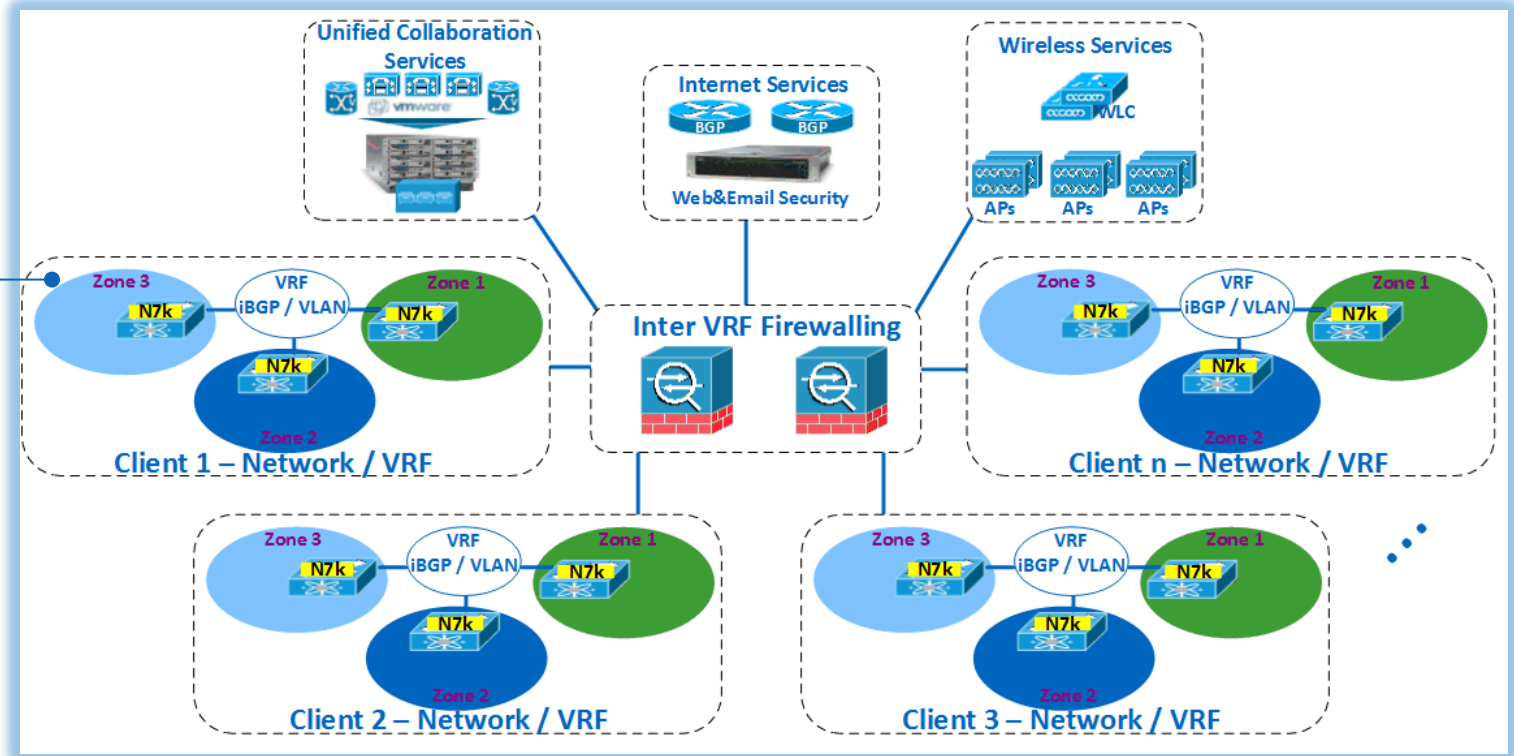 Unified Collaboration
Services
vmware
Internet Services
BGP
BGP
Web&Email Security
Wireless Services
WLC
APs
APs
APs
Zone 3
VRF
iBGP / VLAN
Zone 1
N7k
N7k
N7k
Zone 2
Client 1 – Network / VRF
Inter VRF Firewalling
Zone 3
VRF
iBGP / VLAN
Zone 1
N7k
N7k
N7k
Zone 2
Client n – Network / VRF
Zone 3
VRF
iBGP / VLAN
Zone 1
N7k
N7k
N7k
Zone 2
Client 2 – Network / VRF
Zone 3
VRF
iBGP / VLAN
Zone 1
N7k
N7k
N7k
Zone 2
Client 3 – Network / VRF